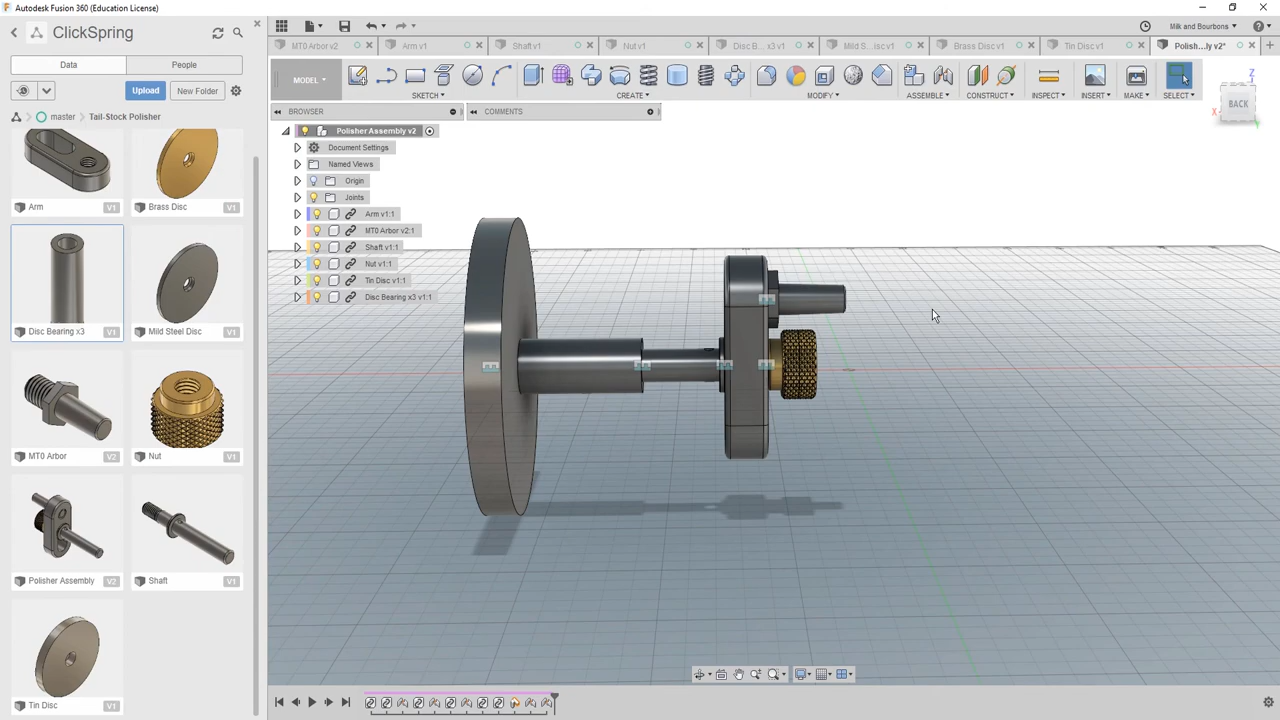 Autodesk Fusion 360 (Education License)
ClickSpring
Data
People
Upload
New Folder
master
Tail-Stock Polisher
Arm V1
Brass Disc V1
Disc Bearing x3 V1
Mild Steel Disc V1
MT0 Arbor V2
Nut V1
Polisher Assembly V2
Shaft V1
Tin Disc V1
Milk and Bourbons
MT0 Arbor v2
Arm v1
Shaft v1
Nut v1
Disc B... x3 v1
Mild S...isc v1
Brass Disc v1
Tin Disc v1
Polish...ly v2*
MODEL
SKETCH
CREATE
MODIFY
ASSEMBLE
CONSTRUCT
INSPECT
INSERT
MAKE
SELECT
BROWSER
COMMENTS
Polisher Assembly v2
Document Settings
Named Views
Origin
Joints
Arm v1:1
MT0 Arbor v2:1
Shaft v1:1
Nut v1:1
Tin Disc v1:1
Disc Bearing x3 v1:1
Z
X
BACK
Y